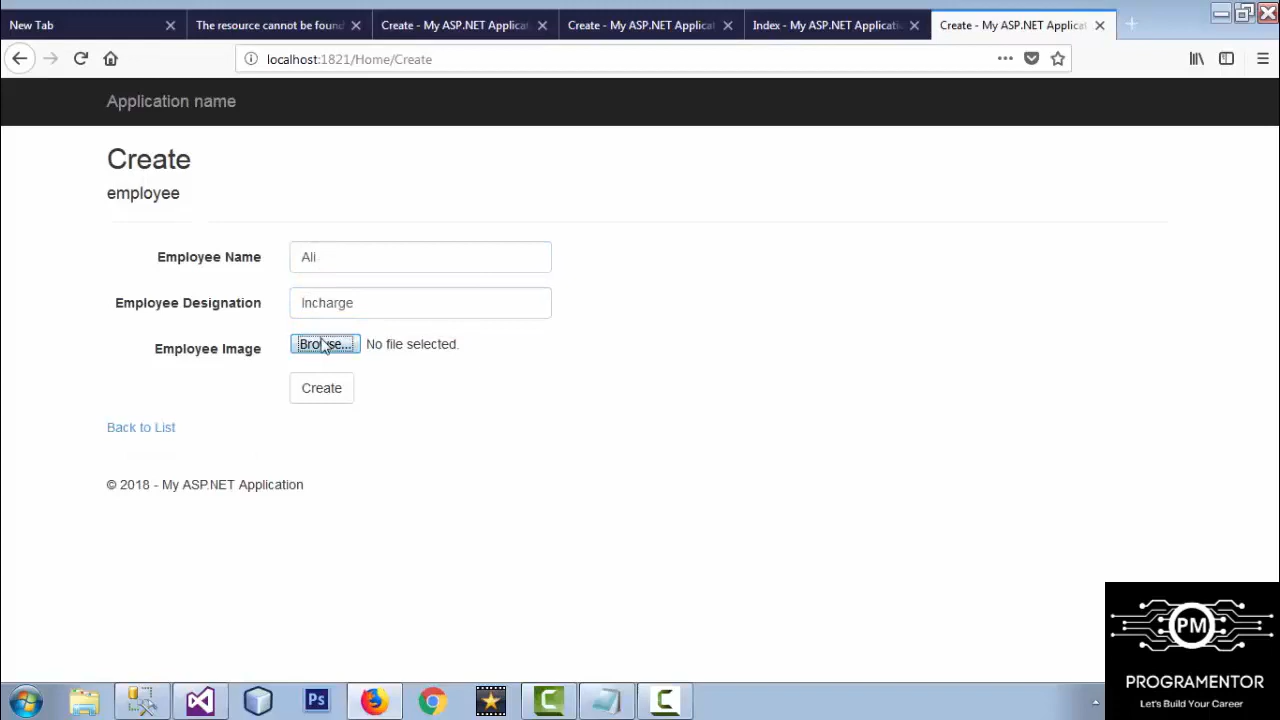 New Tab
The resource cannot be found
Create - My ASP.NET Applicat
Create - My ASP.NET Applicat
Index - My ASP.NET Applicati
Create - My ASP.NET Applicat
localhost:1821/Home/Create
Application name
Create
employee
Employee Name
Ali
Employee Designation
Incharge
Employee Image
Browse... No file selected.
Create
Back to List
© 2018 - My ASP.NET Application
Ps
PM
PROGRAMENTOR
Let's Build Your Career